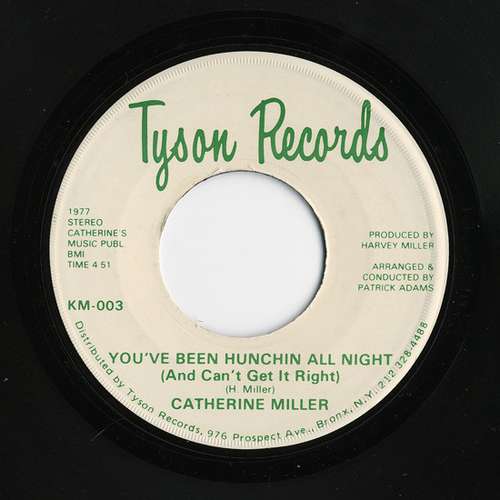 Tyson Records
1977
STEREO
CATHERINE'S
MUSIC PUBL
BMI
TIME 4 51
KM-003
PRODUCED BY
HARVEY MILLER
ARRANGED &
CONDUCTED BY
PATRICK ADAMS
YOU'VE BEEN HUNCHIN ALL NIGHT
(And Can't Get It Right)
(H. Miller)
CATHERINE MILLER
Distributed by Tyson Records, 976 Prospect Ave., Bronx, N.Y., 212 328-4488